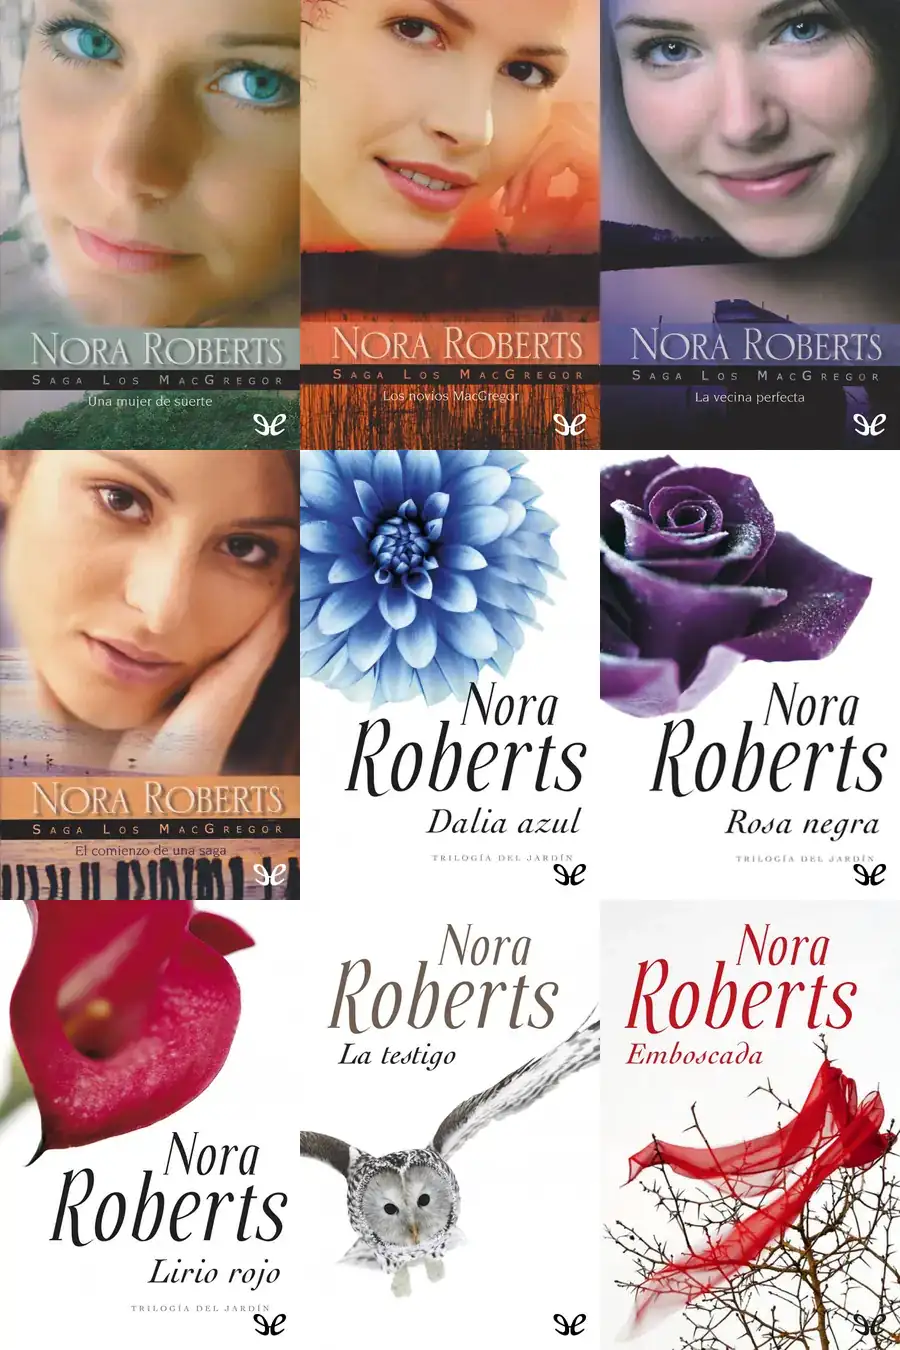 NORA ROBERTS
SAGA LOS MACGREGOR
Una mujer de suerte
NORA ROBERTS
SAGA LOS MACGREGOR
Los novios MacGregor
NORA ROBERTS
SAGA LOS MACGREGOR
La vecina perfecta
NORA ROBERTS
SAGA LOS MACGREGOR
El comienzo de una saga
Nora
Roberts
Dalia azul
TRILOGÍA DEL JARDÍN
Nora
Roberts
Rosa negra
TRILOGÍA DEL JARDÍN
Nora
Roberts
Lirio rojo
TRILOGÍA DEL JARDÍN
Nora
Roberts
La testigo
Nora
Roberts
Emboscada